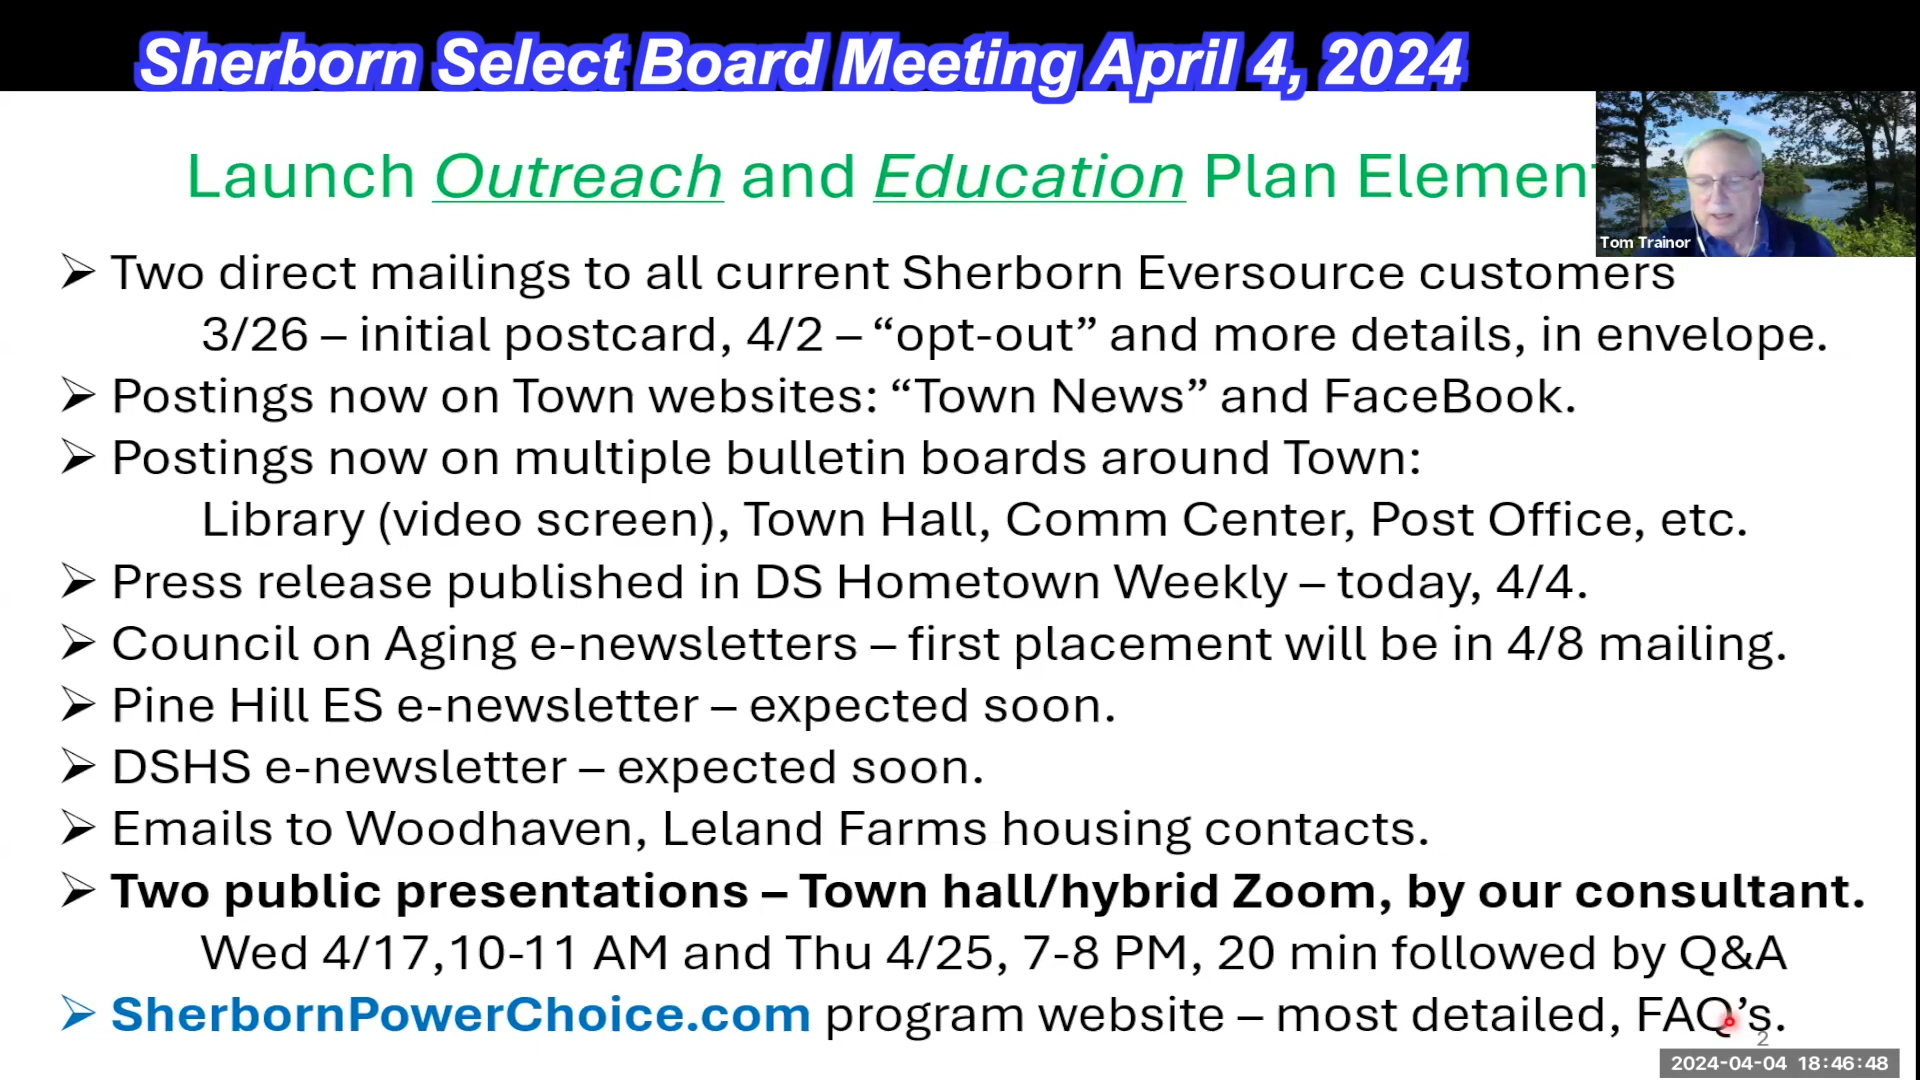 Sherborn Select Board Meeting April 4, 2024
Launch Outreach and Education Plan Element
Tom Trainor
➢ Two direct mailings to all current Sherborn Eversource customers
3/26 – initial postcard, 4/2 – “opt-out” and more details, in envelope.
➢ Postings now on Town websites: “Town News” and FaceBook.
➢ Postings now on multiple bulletin boards around Town:
Library (video screen), Town Hall, Comm Center, Post Office, etc.
➢ Press release published in DS Hometown Weekly – today, 4/4.
➢ Council on Aging e-newsletters – first placement will be in 4/8 mailing.
➢ Pine Hill ES e-newsletter – expected soon.
➢ DSHS e-newsletter – expected soon.
➢ Emails to Woodhaven, Leland Farms housing contacts.
➢ Two public presentations – Town hall/hybrid Zoom, by our consultant.
Wed 4/17,10-11 AM and Thu 4/25, 7-8 PM, 20 min followed by Q&A
➢ SherbornPowerChoice.com program website – most detailed, FAQ’s.
2
2024-04-04 18:46:48